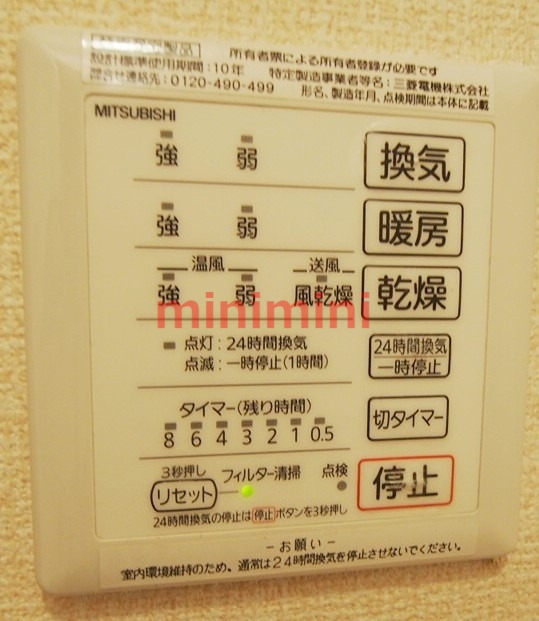 所有者票による所有者登録が必要です
設計標準使用期間:10年 特定製造事業者等名:三菱電機株式会社
問合せ連絡先:0120-490-499 形名、製造年月、点検期間は本体に記載
MITSUBISHI
強 弱 換気
強 弱 暖房
温風 送風
強 弱 風乾燥 乾燥
minimini
点灯:24時間換気 24時間換気
点滅:一時停止(1時間) 一時停止
タイマー(残り時間) 切タイマー
8 6 4 3 2 1 0.5
3秒押し フィルター清掃 点検
リセット 停止
24時間換気の停止は停止ボタンを3秒押し
-お願い-
室内環境維持のため、通常は24時間換気を停止させないでください。